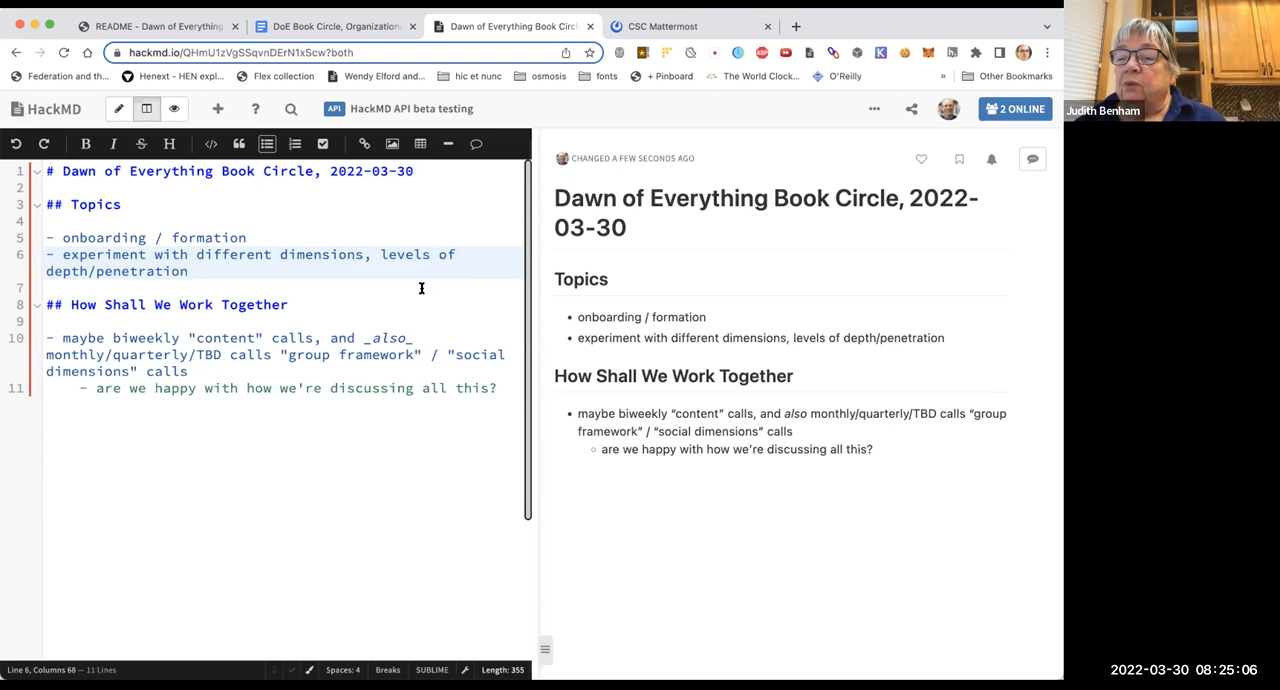 README - Dawn of Everything
DoE Book Circle, Organization
Dawn of Everything Book Circ
CSC Mattermost
hackmd.io/QHmU1zVgSSqvnDErN1xScw?both
Federation and th...
Henext - HEN expl...
Flex collection
Wendy Elford and...
hic et nunc
osmosis
fonts
+ Pinboard
The World Clock...
O'Reilly
»
Other Bookmarks
HackMD
API HackMD API beta testing
2 ONLINE
1 # Dawn of Everything Book Circle, 2022-03-30
2
3 ## Topics
4
5 - onboarding / formation
6 - experiment with different dimensions, levels of
depth/penetration
7
8 ## How Shall We Work Together
9
10 - maybe biweekly "content" calls, and _also_
monthly/quarterly/TBD calls "group framework" / "social
dimensions" calls
11 - are we happy with how we're discussing all this?
Line 6, Columns 68 — 11 Lines
Spaces: 4
Breaks
SUBLIME
Length: 355
CHANGED A FEW SECONDS AGO
Dawn of Everything Book Circle, 2022-
03-30
Topics
• onboarding / formation
• experiment with different dimensions, levels of depth/penetration
How Shall We Work Together
• maybe biweekly “content” calls, and also monthly/quarterly/TBD calls “group
framework” / “social dimensions” calls
○ are we happy with how we’re discussing all this?
Judith Benham
2022-03-30 08:25:06